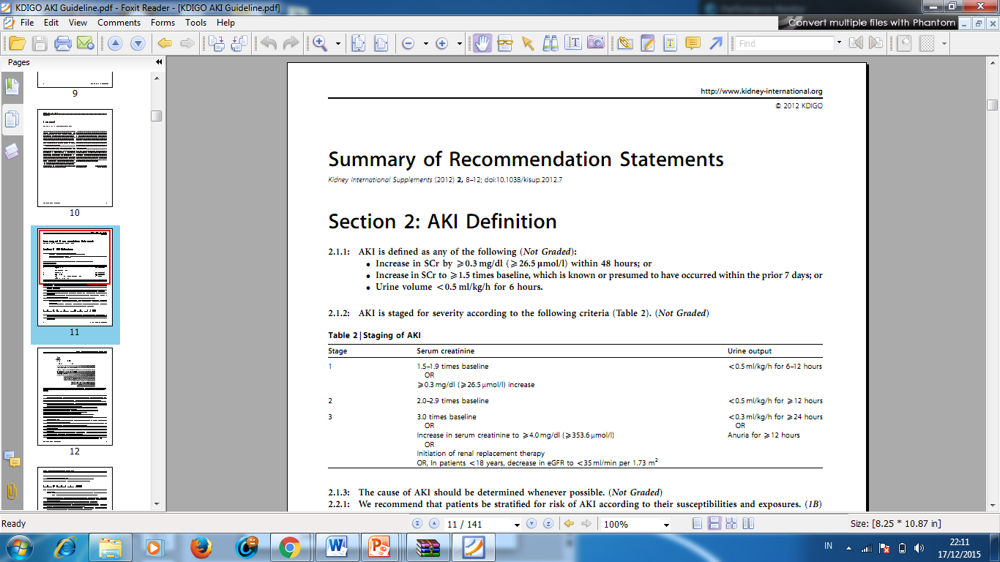 KDIGO AKI Guideline.pdf - Foxit Reader - [KDIGO AKI Guideline.pdf]
File Edit View Comments Forms Tools Help
Convert multiple files with Phantom
Find
Pages
9
10
11
12
http://www.kidney-international.org
© 2012 KDIGO
Summary of Recommendation Statements
Kidney International Supplements (2012) 2, 8–12; doi:10.1038/kisup.2012.7
Section 2: AKI Definition
2.1.1: AKI is defined as any of the following (Not Graded):
• Increase in SCr by ⩾0.3 mg/dl (⩾26.5 μmol/l) within 48 hours; or
• Increase in SCr to ⩾1.5 times baseline, which is known or presumed to have occurred within the prior 7 days; or
• Urine volume <0.5 ml/kg/h for 6 hours.
2.1.2: AKI is staged for severity according to the following criteria (Table 2). (Not Graded)
Table 2 | Staging of AKI
Stage Serum creatinine Urine output
1 1.5–1.9 times baseline <0.5 ml/kg/h for 6–12 hours
OR
⩾0.3 mg/dl (⩾26.5 μmol/l) increase
2 2.0–2.9 times baseline <0.5 ml/kg/h for ⩾12 hours
3 3.0 times baseline <0.3 ml/kg/h for ⩾24 hours
OR OR
Increase in serum creatinine to ⩾4.0 mg/dl (⩾353.6 μmol/l) Anuria for ⩾12 hours
OR
Initiation of renal replacement therapy
OR, In patients <18 years, decrease in eGFR to <35 ml/min per 1.73 m²
2.1.3: The cause of AKI should be determined whenever possible. (Not Graded)
2.2.1: We recommend that patients be stratified for risk of AKI according to their susceptibilities and exposures. (1B)
Ready 11 / 141 100% Size: [8.25 * 10.87 in]
IN 22:11
17/12/2015